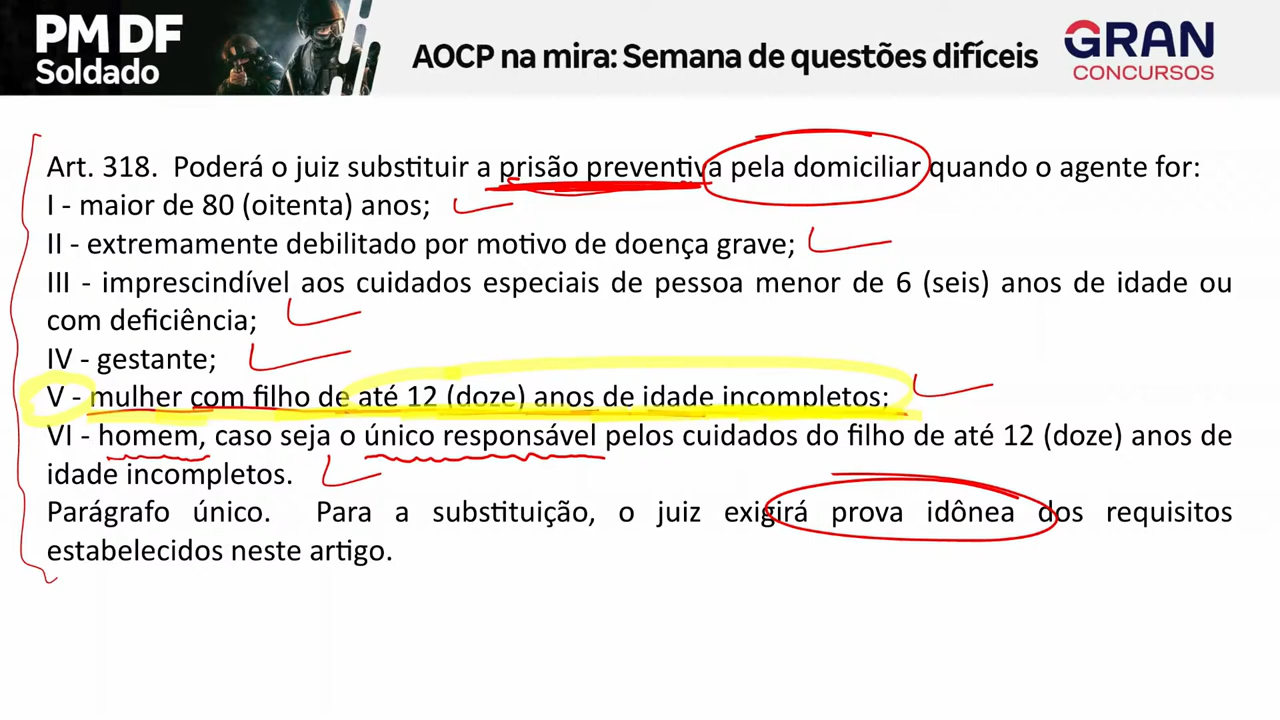 PM DF
Soldado
AOCP na mira: Semana de questões difíceis
GRAN
CONCURSOS
Art. 318. Poderá o juiz substituir a prisão preventiva pela domiciliar quando o agente for:
I - maior de 80 (oitenta) anos;
II - extremamente debilitado por motivo de doença grave;
III - imprescindível aos cuidados especiais de pessoa menor de 6 (seis) anos de idade ou
com deficiência;
IV - gestante;
V - mulher com filho de até 12 (doze) anos de idade incompletos;
VI - homem, caso seja o único responsável pelos cuidados do filho de até 12 (doze) anos de
idade incompletos.
Parágrafo único. Para a substituição, o juiz exigirá prova idônea dos requisitos
estabelecidos neste artigo.